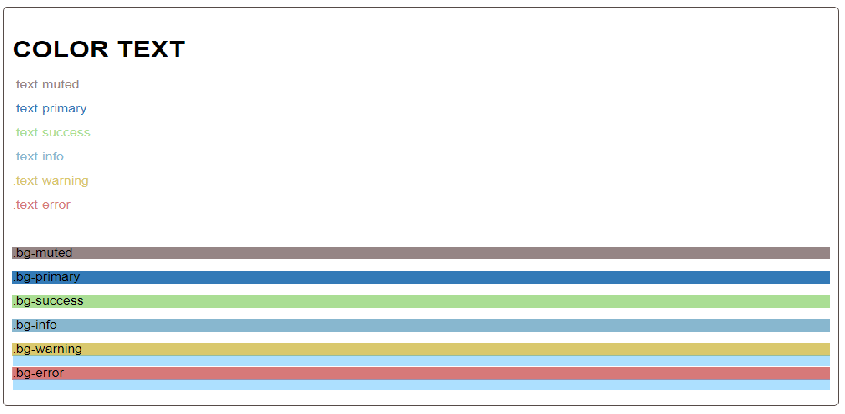 COLOR TEXT
.text muted
.text primary
.text success
.text info
.text warning
.text error
.bg-muted
.bg-primary
.bg-success
.bg-info
.bg-warning
.bg-error